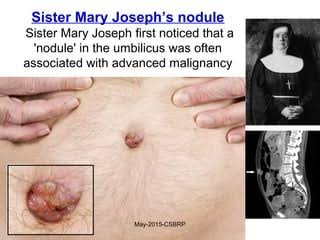 Sister Mary Joseph's nodule
Sister Mary Joseph first noticed that a
'nodule' in the umbilicus was often
associated with advanced malignancy
May-2015-CSBRP